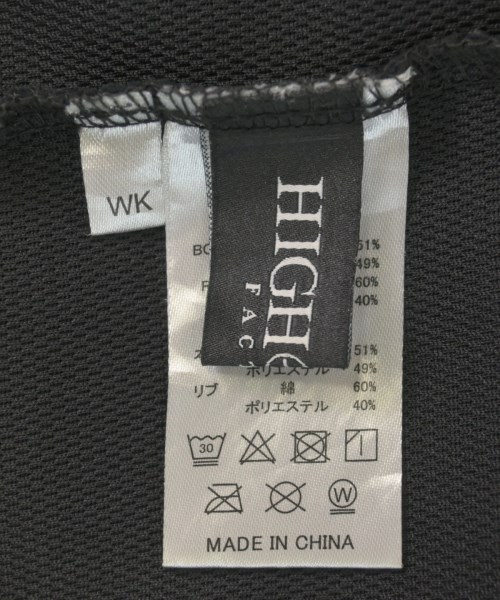 WK
HIGH
FAC
51%
49%
60%
40%
51%
ポリエステル 49%
リブ 綿 60%
ポリエステル 40%
30
W
MADE IN CHINA